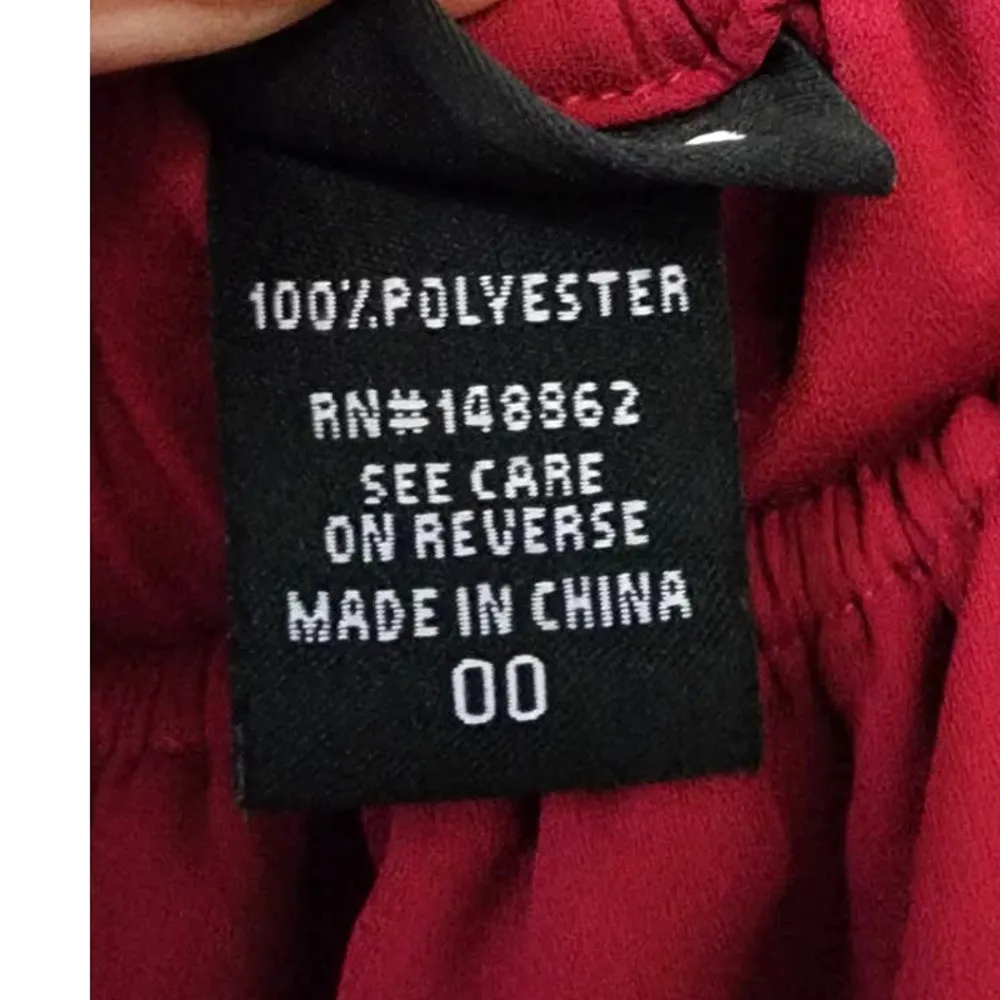 100% POLYESTER
RN#148862
SEE CARE
ON REVERSE
MADE IN CHINA
00